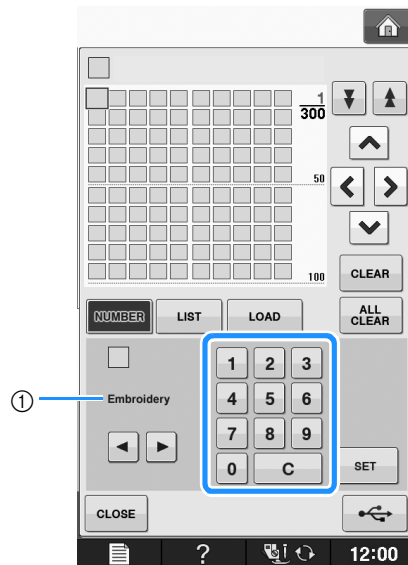 1
300
50
100
CLEAR
NUMBER LIST LOAD
ALL
CLEAR
① Embroidery
1 2 3
4 5 6
7 8 9
0 C
SET
CLOSE
? 12:00